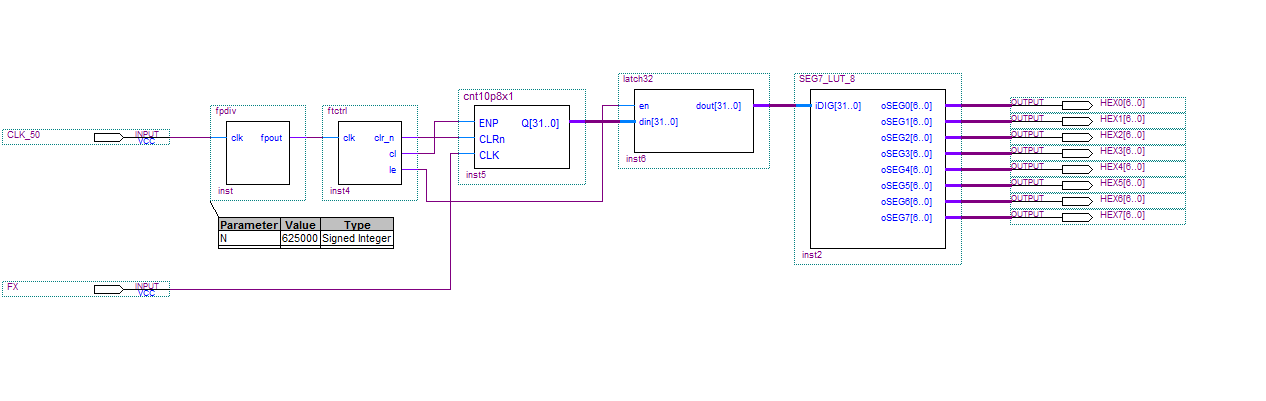 CLK_50
INPUT
VCC
fpdiv
clk fpout
inst
Parameter Value Type
N 625000 Signed Integer
ftctrl
clk clr_n
cl
le
inst4
cnt10p8x1
ENP Q[31..0]
CLRn
CLK
inst5
latch32
en dout[31..0]
din[31..0]
inst6
SEG7_LUT_8
iDIG[31..0] oSEG0[6..0]
oSEG1[6..0]
oSEG2[6..0]
oSEG3[6..0]
oSEG4[6..0]
oSEG5[6..0]
oSEG6[6..0]
oSEG7[6..0]
inst2
OUTPUT HEX0[6..0]
OUTPUT HEX1[6..0]
OUTPUT HEX2[6..0]
OUTPUT HEX3[6..0]
OUTPUT HEX4[6..0]
OUTPUT HEX5[6..0]
OUTPUT HEX6[6..0]
OUTPUT HEX7[6..0]
FX
INPUT
VCC